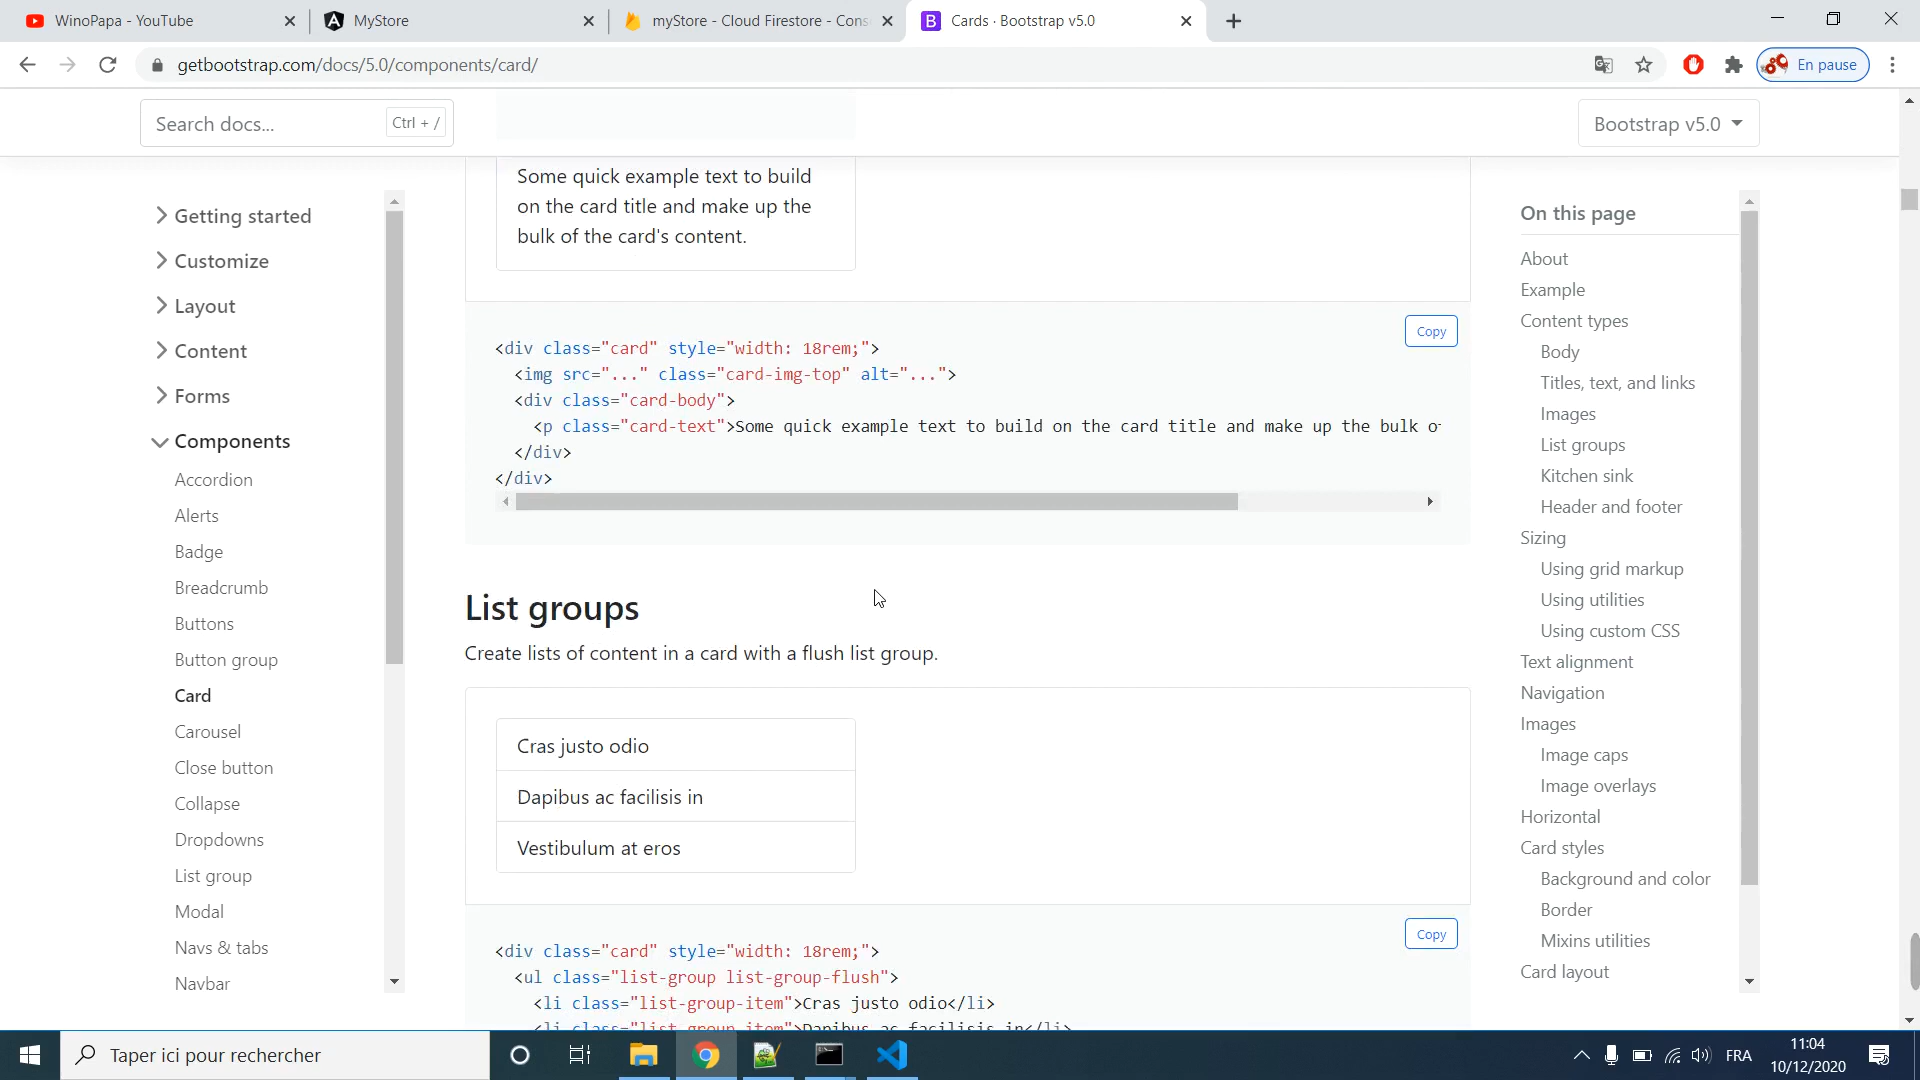 WinoPapa - YouTube
MyStore
myStore - Cloud Firestore - Cons
Cards · Bootstrap v5.0
getbootstrap.com/docs/5.0/components/card/
En pause
Search docs...
Ctrl + /
Bootstrap v5.0
Getting started
Customize
Layout
Content
Forms
Components
Accordion
Alerts
Badge
Breadcrumb
Buttons
Button group
Card
Carousel
Close button
Collapse
Dropdowns
List group
Modal
Navs & tabs
Navbar
Some quick example text to build
on the card title and make up the
bulk of the card's content.
Copy
<div class="card" style="width: 18rem;">
<img src="..." class="card-img-top" alt="...">
<div class="card-body">
<p class="card-text">Some quick example text to build on the card title and make up the bulk o
</div>
</div>
List groups
Create lists of content in a card with a flush list group.
Cras justo odio
Dapibus ac facilisis in
Vestibulum at eros
Copy
<div class="card" style="width: 18rem;">
<ul class="list-group list-group-flush">
<li class="list-group-item">Cras justo odio</li>
<li class="list-group-item">Dapibus ac facilisis in</li>
On this page
About
Example
Content types
Body
Titles, text, and links
Images
List groups
Kitchen sink
Header and footer
Sizing
Using grid markup
Using utilities
Using custom CSS
Text alignment
Navigation
Images
Image caps
Image overlays
Horizontal
Card styles
Background and color
Border
Mixins utilities
Card layout
Taper ici pour rechercher
FRA
11:04
10/12/2020